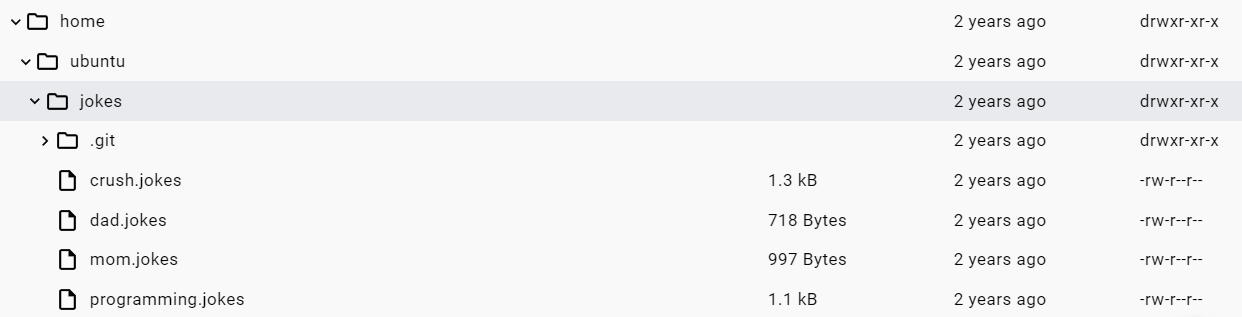 home 2 years ago drwxr-xr-x
ubuntu 2 years ago drwxr-xr-x
jokes 2 years ago drwxr-xr-x
.git 2 years ago drwxr-xr-x
crush.jokes 1.3 kB 2 years ago -rw-r--r--
dad.jokes 718 Bytes 2 years ago -rw-r--r--
mom.jokes 997 Bytes 2 years ago -rw-r--r--
programming.jokes 1.1 kB 2 years ago -rw-r--r--